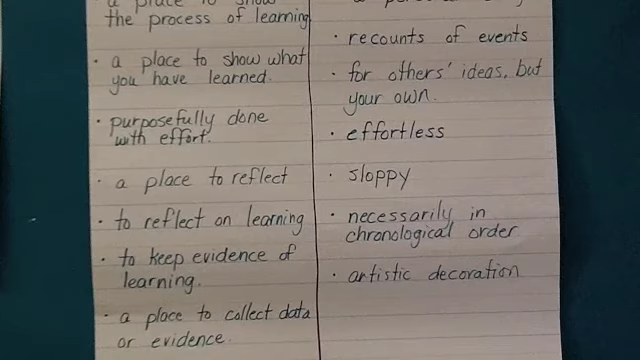 the process of learning
• a place to show what
you have learned.
• purposefully done
with effort.
• a place to reflect
• to reflect on learning
• to keep evidence of
learning.
• a place to collect data
or evidence.
• recounts of events
• for others' ideas, but
your own.
• effortless
• sloppy
• necessarily in
chronological order
• artistic decoration